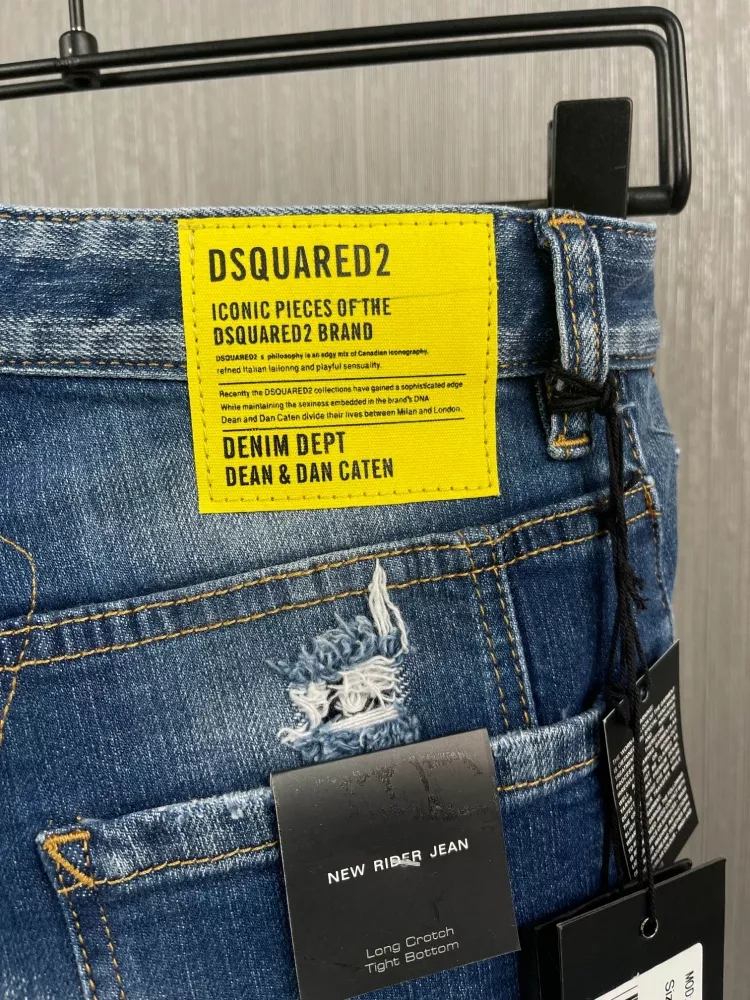 DSQUARED2
ICONIC PIECES OF THE
DSQUARED2 BRAND
DSQUARED2 s philosophy is an edgy mix of Canadian iconography,
refined Italian tailoring and playful sensuality.
Recently the DSQUARED2 collections have gained a sophisticated edge
While maintaining the sexiness embedded in the brand's DNA
Dean and Dan Caten divide their lives between Milan and London.
DENIM DEPT
DEAN & DAN CATEN
NEW RIDER JEAN
Long Crotch
Tight Bottom
MOD
Siz